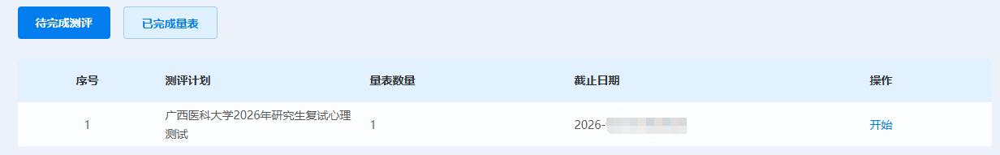 待完成测评 已完成量表
序号 测评计划 量表数量 截止日期 操作
1 广西医科大学2026年研究生复试心理 1 2026- 开始
测试